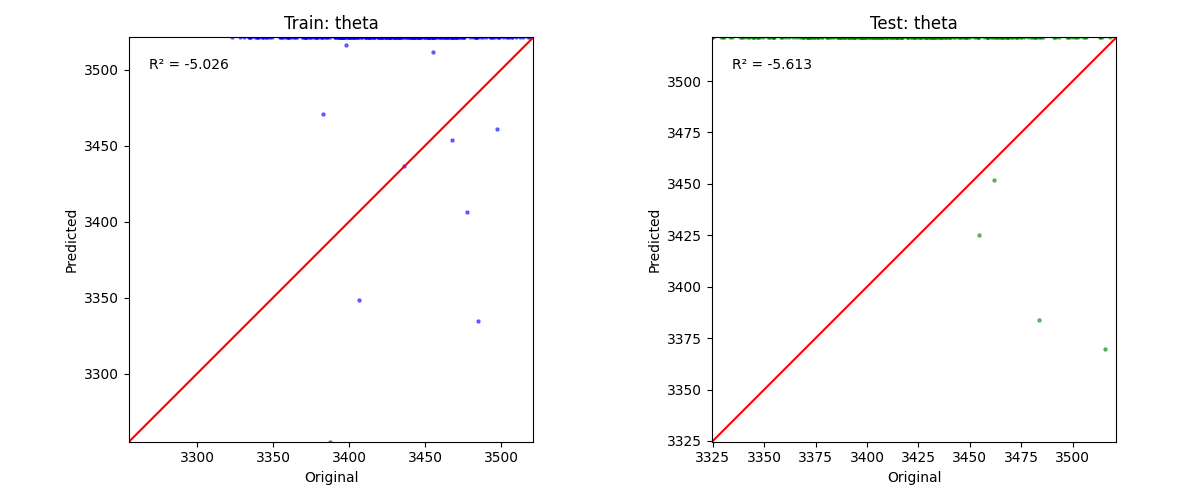 Train: theta
R² = -5.026
Predicted
3500
3450
3400
3350
3300
3300 3350 3400 3450 3500
Original
Test: theta
R² = -5.613
Predicted
3500
3475
3450
3425
3400
3375
3350
3325
3325 3350 3375 3400 3425 3450 3475 3500
Original